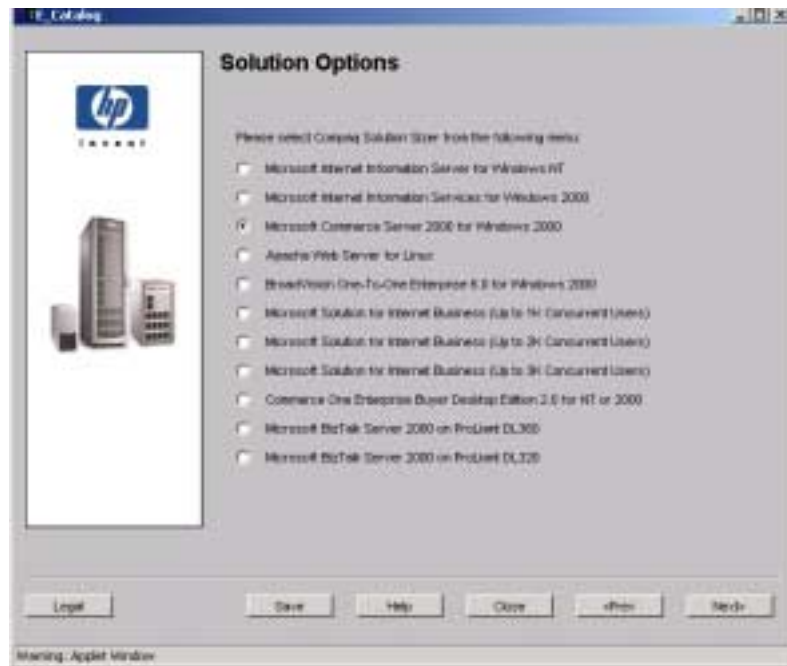 E_Catalog
Solution Options
hp
invent
Please select Compaq Solution Sizer from the following menu:
Microsoft Internet Information Server for Windows NT
Microsoft Internet Information Services for Windows 2000
Microsoft Commerce Server 2000 for Windows 2000
Apache Web Server for Linux
BroadVision One-To-One Enterprise 6.0 for Windows 2000
Microsoft Solution for Internet Business (Up to 1K Concurrent Users)
Microsoft Solution for Internet Business (Up to 2K Concurrent Users)
Microsoft Solution for Internet Business (Up to 3K Concurrent Users)
Commerce One Enterprise Buyer Desktop Edition 2.0 for NT or 2000
Microsoft BizTalk Server 2000 on ProLiant DL360
Microsoft BizTalk Server 2000 on ProLiant DL320
Legal Save Help Close <Prev Next>
Warning: Applet Window